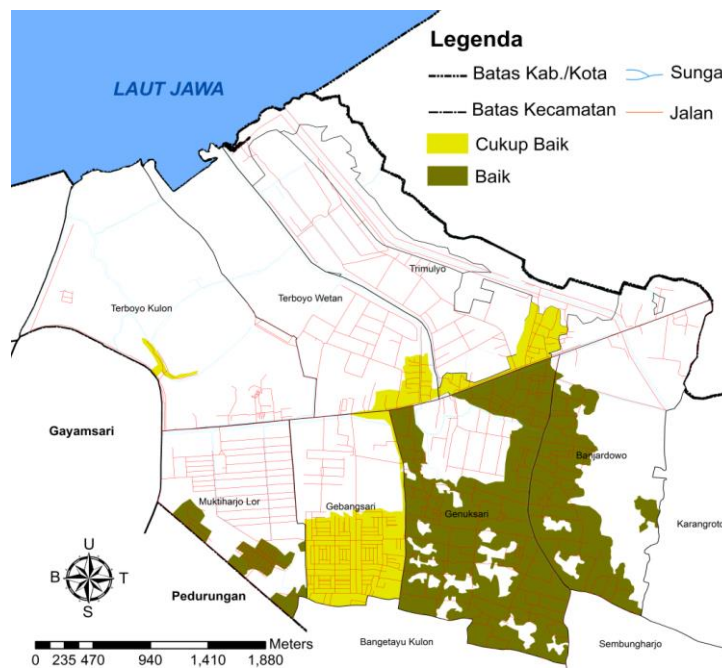 Legenda
Batas Kab./Kota
Sunga
Batas Kecamatan
Jalan
Cukup Baik
Baik
LAUT JAWA
Trimulyo
Terboyo Kulon
Terboyo Wetan
Gayamsari
Banjardowo
Muktiharjo Lor
Gebangsari
Genuksari
Karangroto
U
B
T
S
Pedurungan
Bangetayu Kulon
Sembungharjo
Meters
0 235 470 940 1,410 1,880